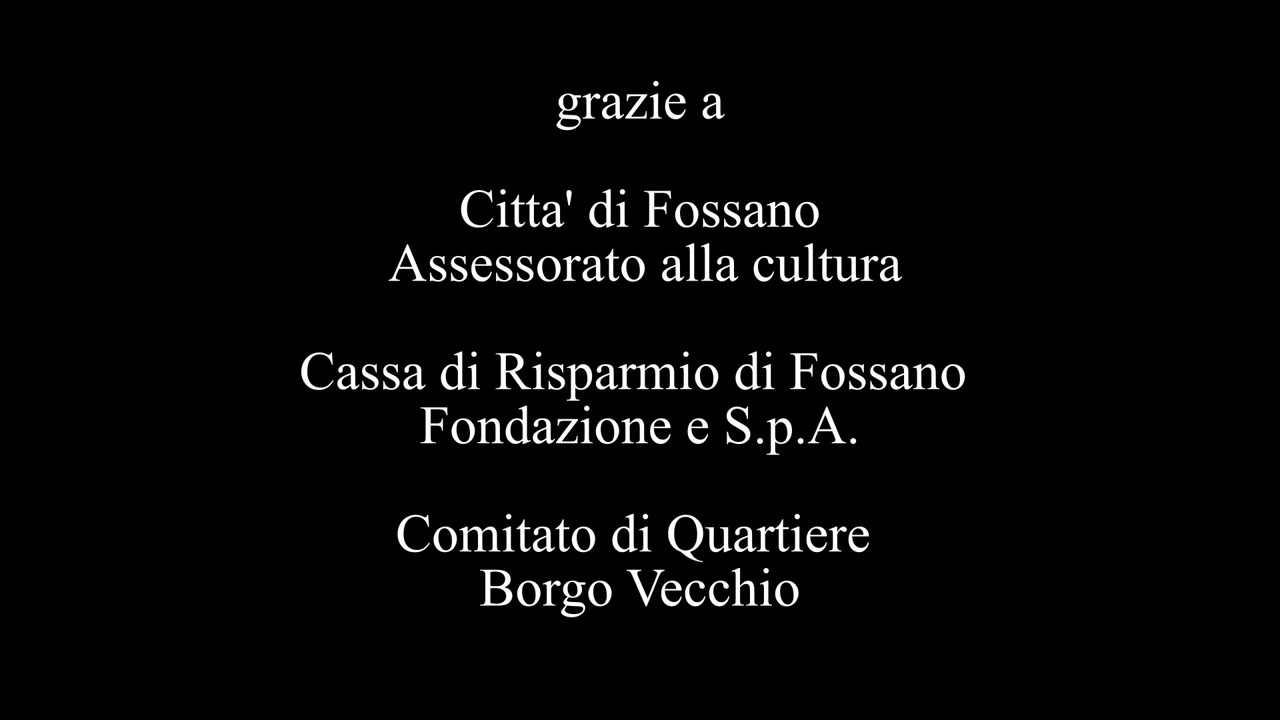 grazie a
Citta' di Fossano
Assessorato alla cultura
Cassa di Risparmio di Fossano
Fondazione e S.p.A.
Comitato di Quartiere
Borgo Vecchio